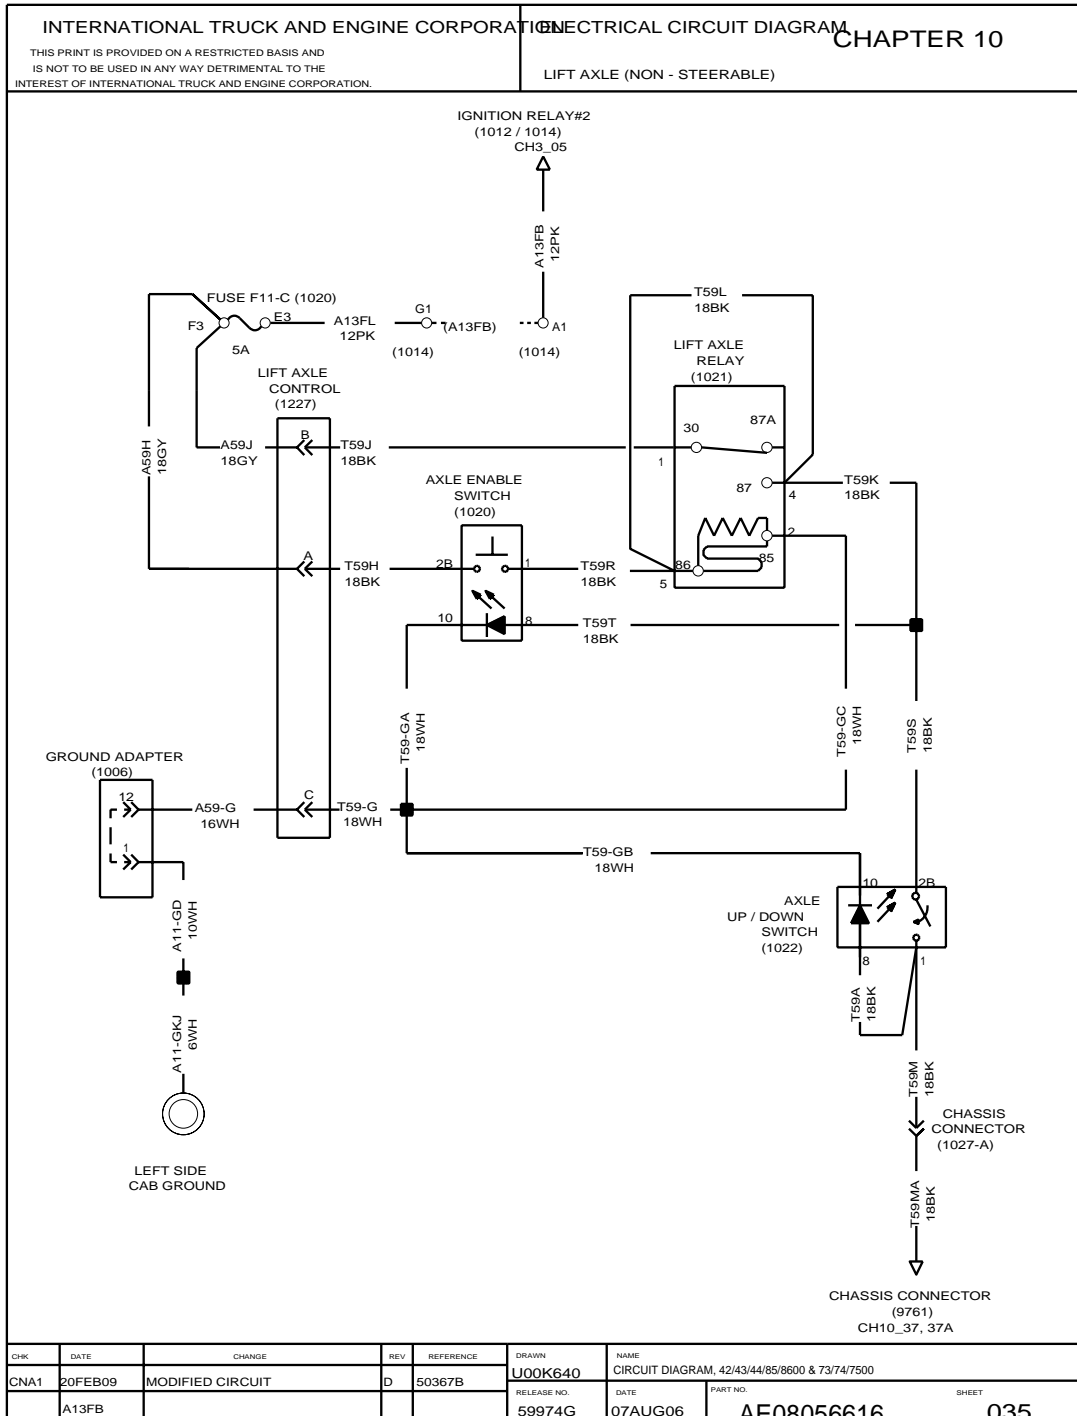 INTERNATIONAL TRUCK AND ENGINE CORPORATION
THIS PRINT IS PROVIDED ON A RESTRICTED BASIS AND
IS NOT TO BE USED IN ANY WAY DETRIMENTAL TO THE
INTEREST OF INTERNATIONAL TRUCK AND ENGINE CORPORATION.
ELECTRICAL CIRCUIT DIAGRAM
CHAPTER 10
LIFT AXLE (NON - STEERABLE)
IGNITION RELAY#2
(1012 / 1014)
CH3_05
A13FB
12PK
FUSE F11-C (1020)
F3
E3
5A
A13FL
12PK
G1
(A13FB)
(1014)
A1
(1014)
T59L
18BK
LIFT AXLE
RELAY
(1021)
LIFT AXLE
CONTROL
(1227)
A59H
18GY
A59J
18GY
B
T59J
18BK
30
87A
1
87
4
T59K
18BK
AXLE ENABLE
SWITCH
(1020)
A
T59H
18BK
2B
1
T59R
18BK
86
5
85
2
10
8
T59T
18BK
T59-GA
18WH
T59-GC
18WH
T59S
18BK
GROUND ADAPTER
(1006)
12
1
A59-G
16WH
C
T59-G
18WH
T59-GB
18WH
A11-GD
10WH
A11-GKJ
6WH
LEFT SIDE
CAB GROUND
AXLE
UP / DOWN
SWITCH
(1022)
10
2B
8
1
T59A
18BK
T59M
18BK
CHASSIS
CONNECTOR
(1027-A)
T59MA
18BK
CHASSIS CONNECTOR
(9761)
CH10_37, 37A
CHK DATE CHANGE REV REFERENCE
CNA1 20FEB09 MODIFIED CIRCUIT D 50367B
A13FB
DRAWN
U00K640
NAME
CIRCUIT DIAGRAM, 42/43/44/85/8600 & 73/74/7500
RELEASE NO.
59974G
DATE
07AUG06
PART NO.
AE08056616
SHEET
035